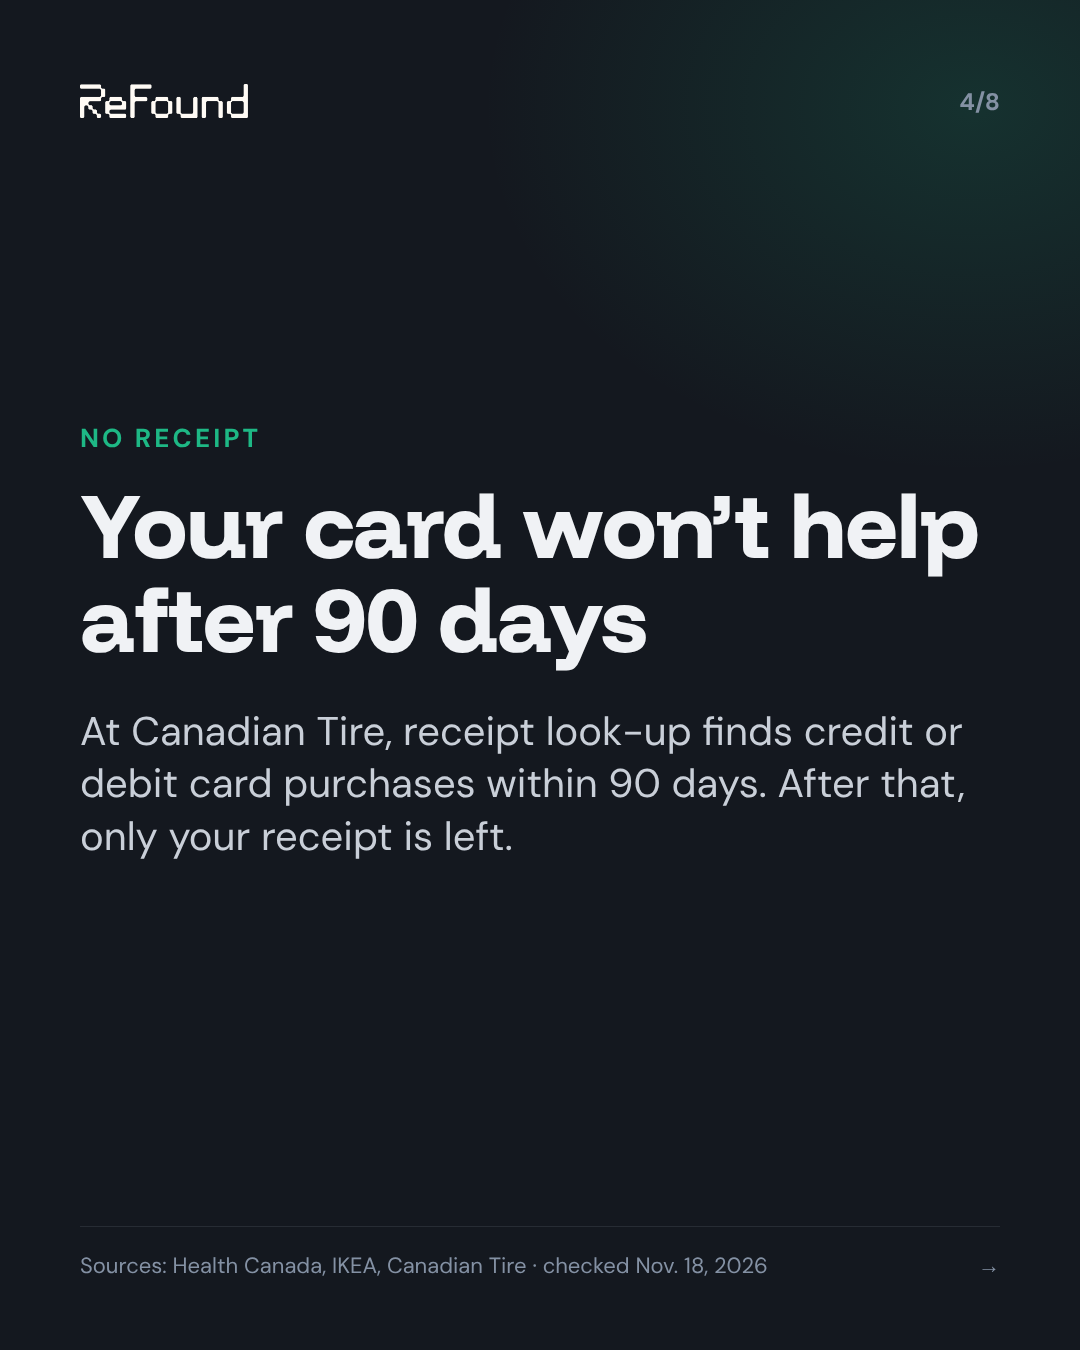 ReFound
4/8
NO RECEIPT
Your card won’t help
after 90 days
At Canadian Tire, receipt look-up finds credit or
debit card purchases within 90 days. After that,
only your receipt is left.
Sources: Health Canada, IKEA, Canadian Tire · checked Nov. 18, 2026
→